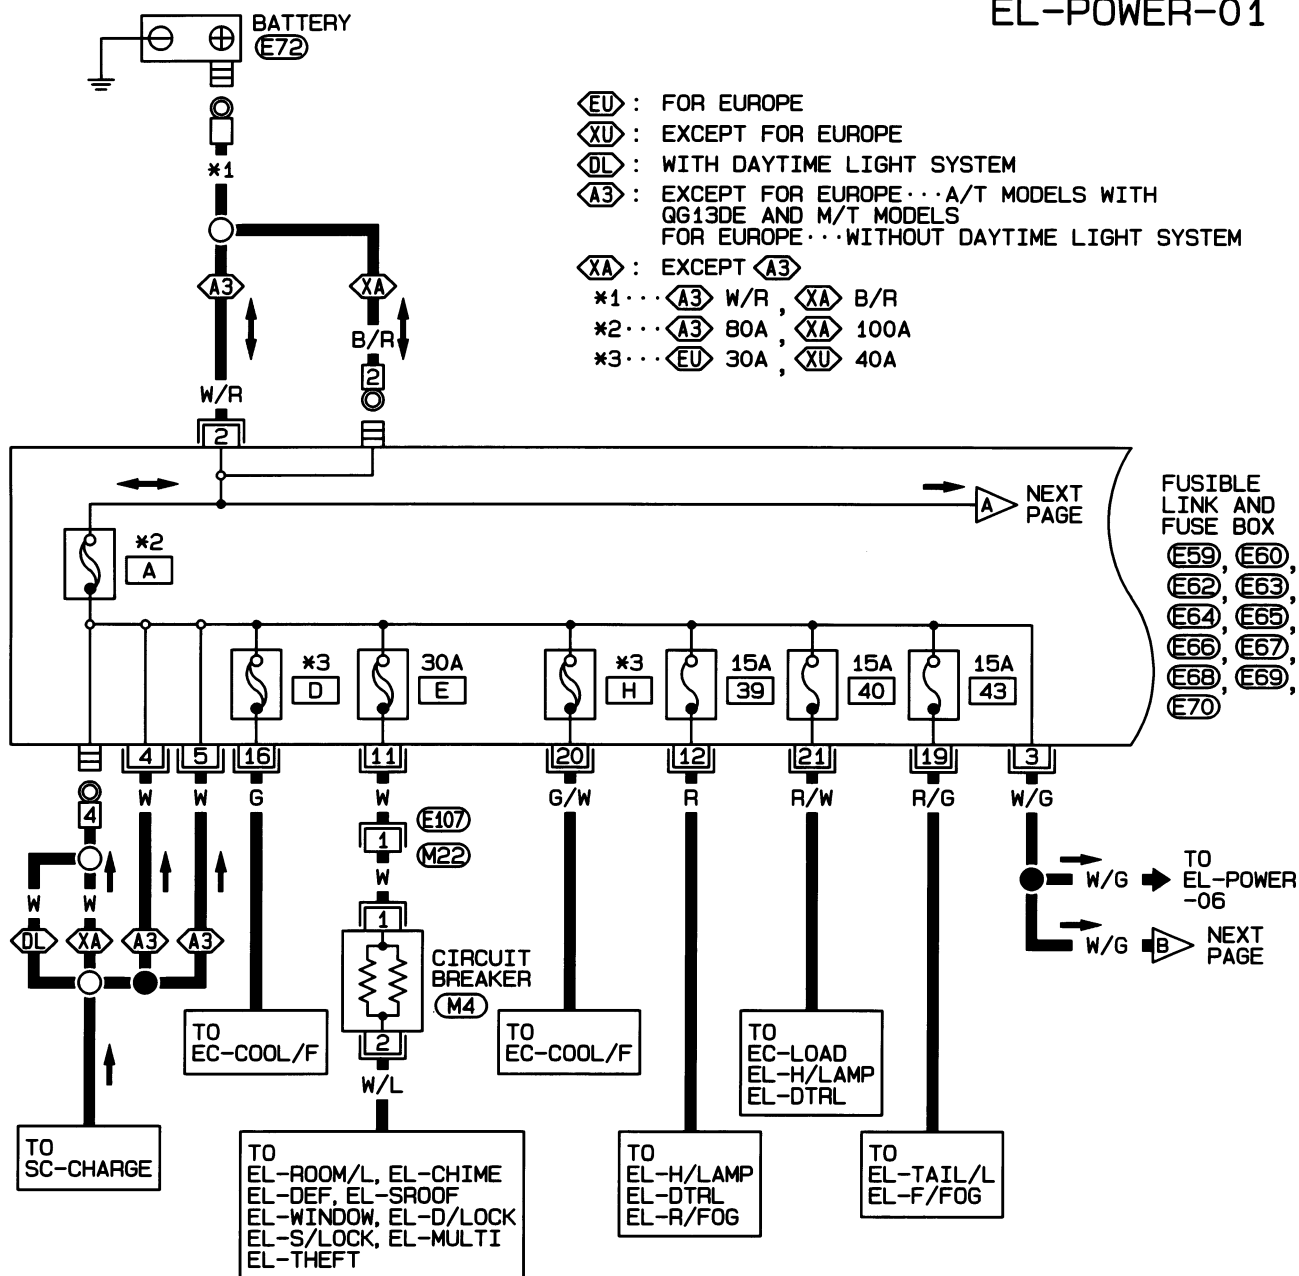 EL-POWER-01
BATTERY
E72
*1
EU : FOR EUROPE
XU : EXCEPT FOR EUROPE
DL : WITH DAYTIME LIGHT SYSTEM
A3 : EXCEPT FOR EUROPE···A/T MODELS WITH
QG13DE AND M/T MODELS
FOR EUROPE···WITHOUT DAYTIME LIGHT SYSTEM
XA : EXCEPT A3
*1···A3 W/R , XA B/R
*2···A3 80A , XA 100A
*3···EU 30A , XU 40A
A3 XA
B/R
2
W/R
2
A NEXT
PAGE
FUSIBLE
LINK AND
FUSE BOX
E59, E60,
E62, E63,
E64, E65,
E66, E67,
E68, E69,
E70
*2
A
*3
D
30A
E
*3
H
15A
39
15A
40
15A
43
4 5 16 11 20 12 21 19 3
W W G W G/W R R/W R/G W/G
4
E107
1
M22
W
1
W W
DL XA A3 A3
CIRCUIT
BREAKER
M4
2
W/L
W/G TO
EL-POWER
-06
W/G B NEXT
PAGE
TO
SC-CHARGE
TO
EC-COOL/F
TO
EL-ROOM/L, EL-CHIME
EL-DEF, EL-SROOF
EL-WINDOW, EL-D/LOCK
EL-S/LOCK, EL-MULTI
EL-THEFT
TO
EC-COOL/F
TO
EL-H/LAMP
EL-DTRL
EL-R/FOG
TO
EC-LOAD
EL-H/LAMP
EL-DTRL
TO
EL-TAIL/L
EL-F/FOG